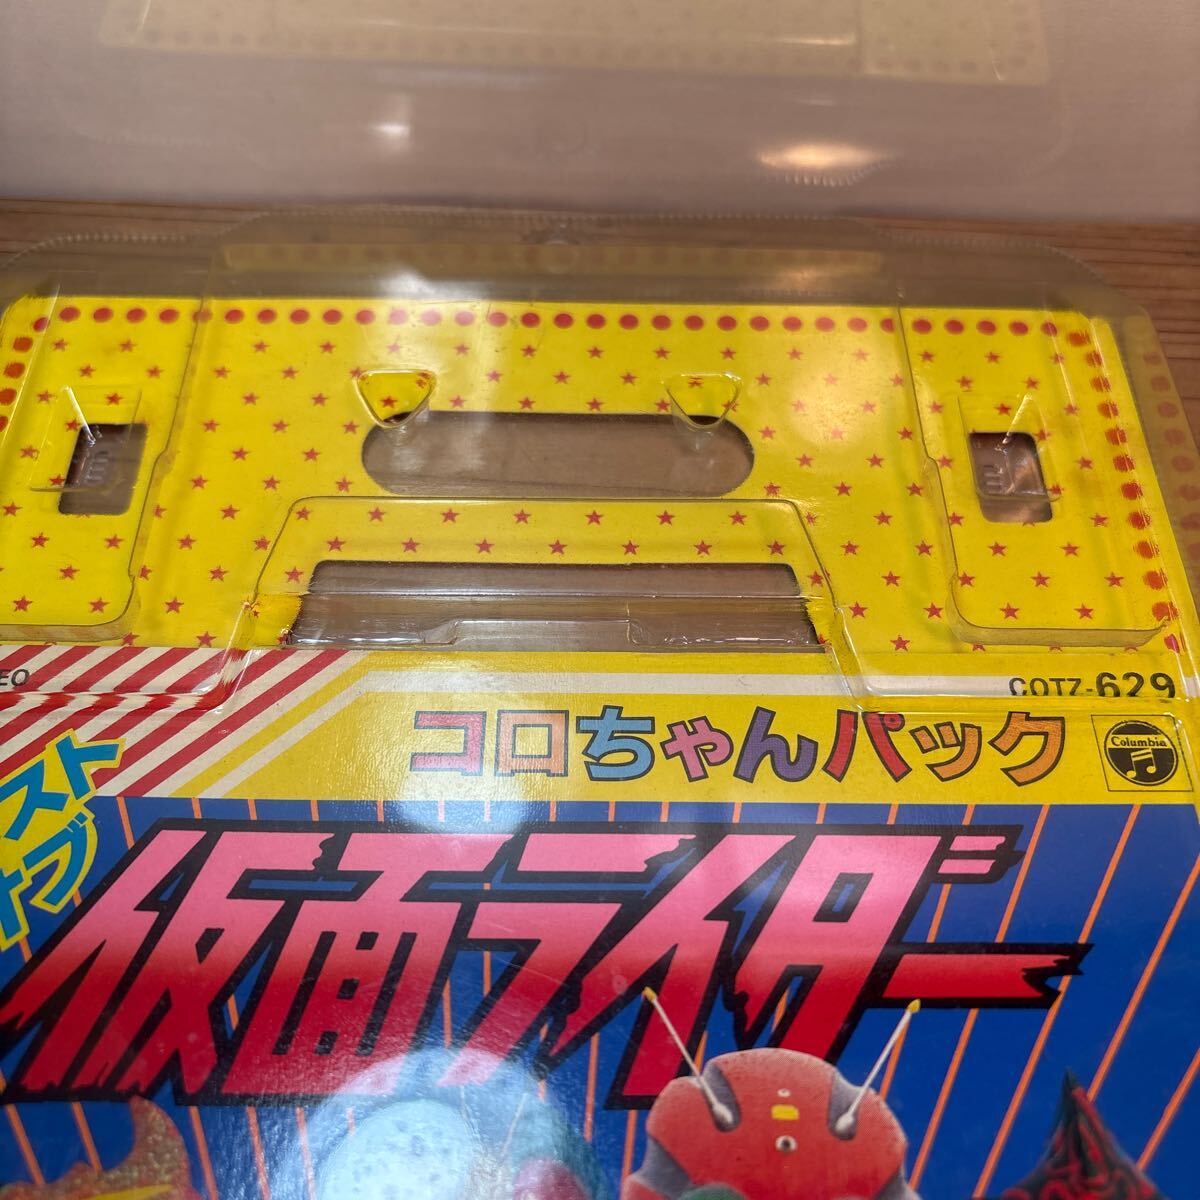 EO
COTZ-629
コロちゃんパック
Columbia
スト
ブ
仮面ライダー